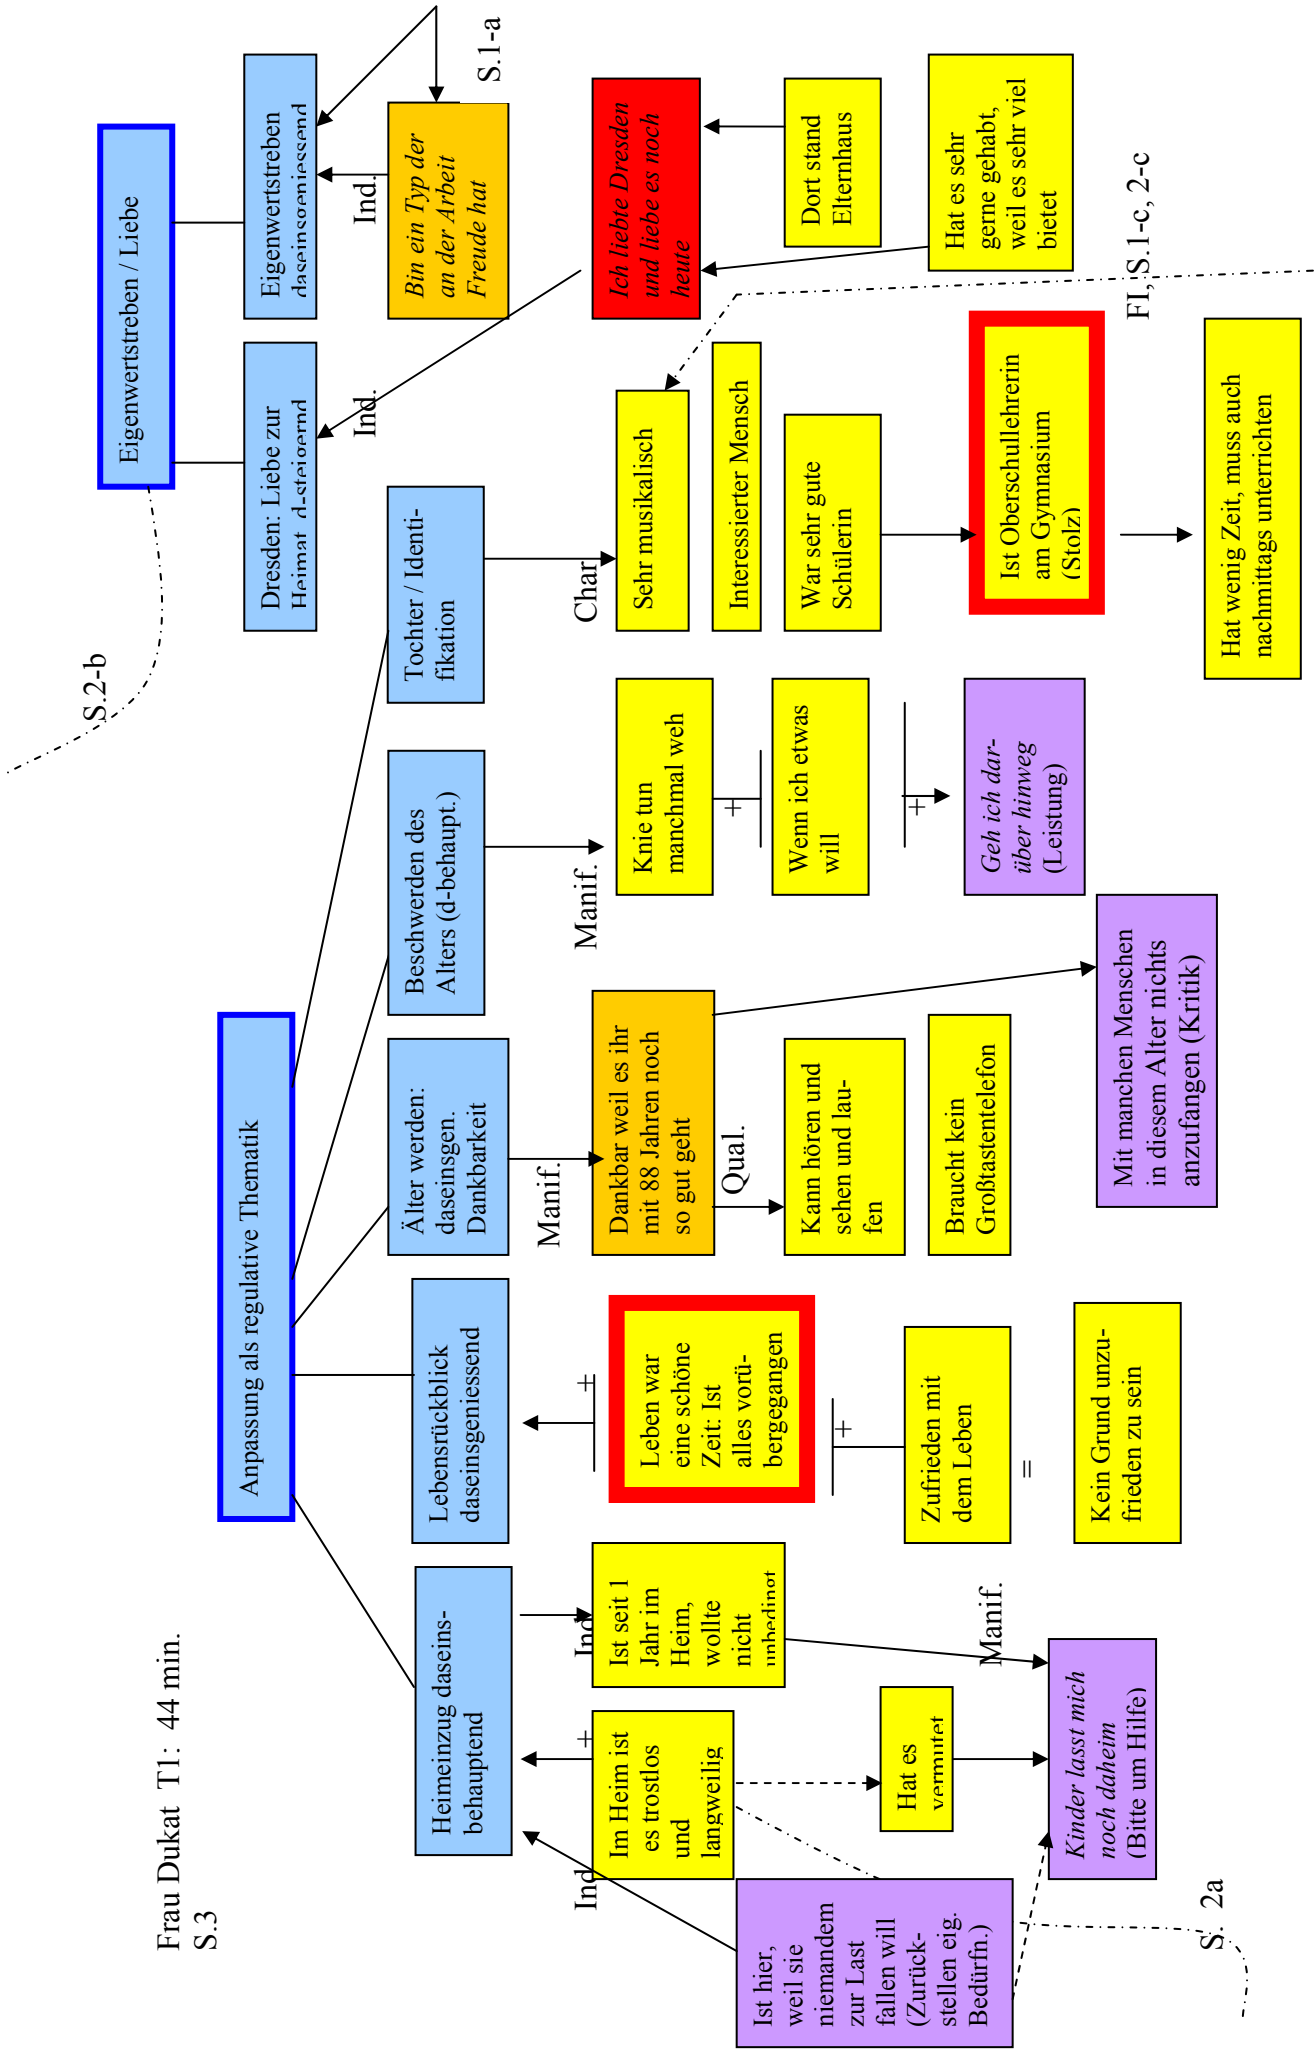 Frau Dukat  T1:  44 min.
S.3
S.2-b
Eigenwertstreben / Liebe
Dresden: Liebe zur
Heimat d-steigernd
Eigenwertstreben
daseinsgeniessend
Ind.
Ind.
S.1-a
Bin ein Typ der
an der Arbeit
Freude hat
Ich liebte Dresden
und liebe es noch
heute
Dort stand
Elternhaus
Hat es sehr
gerne gehabt,
weil es sehr viel
bietet
FI,S.1-c, 2-c
Anpassung als regulative Thematik
Heimeinzug daseins-
behauptend
Ind
+
Ind
Im Heim ist
es trostlos
und
langweilig
Ist seit 1
Jahr im
Heim,
wollte
nicht
unbedingt
Ist hier,
weil sie
niemandem
zur Last
fallen will
(Zurück-
stellen eig.
Bedürfn.)
Hat es
vermutet
Manif.
Kinder lasst mich
noch daheim
(Bitte um Hilfe)
S. 2a
Lebensrückblick
daseinsgeniessend
+
Leben war
eine schöne
Zeit: Ist
alles vorü-
bergegangen
+
Zufrieden mit
dem Leben
=
Kein Grund unzu-
frieden zu sein
Älter werden:
daseinsgen.
Dankbarkeit
Manif.
Dankbar weil es ihr
mit 88 Jahren noch
so gut geht
Qual.
Kann hören und
sehen und lau-
fen
Braucht kein
Großtastentelefon
Mit manchen Menschen
in diesem Alter nichts
anzufangen (Kritik)
Beschwerden des
Alters (d-behaupt.)
Manif.
Knie tun
manchmal weh
+
Wenn ich etwas
will
+
Geh ich dar-
über hinweg
(Leistung)
Tochter / Identi-
fikation
Char
Sehr musikalisch
Interessierter Mensch
War sehr gute
Schülerin
Ist Oberschullehrerin
am Gymnasium
(Stolz)
Hat wenig Zeit, muss auch
nachmittags unterrichten